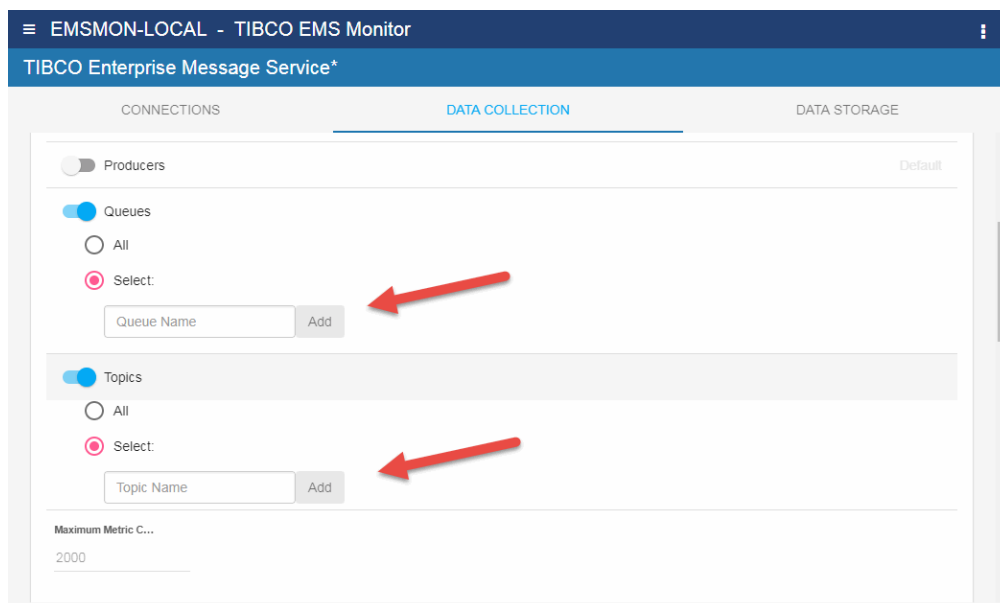 EMSMON-LOCAL - TIBCO EMS Monitor
TIBCO Enterprise Message Service*
CONNECTIONS DATA COLLECTION DATA STORAGE
Producers Default
Queues
All
Select:
Queue Name Add
Topics
All
Select:
Topic Name Add
Maximum Metric C...
2000